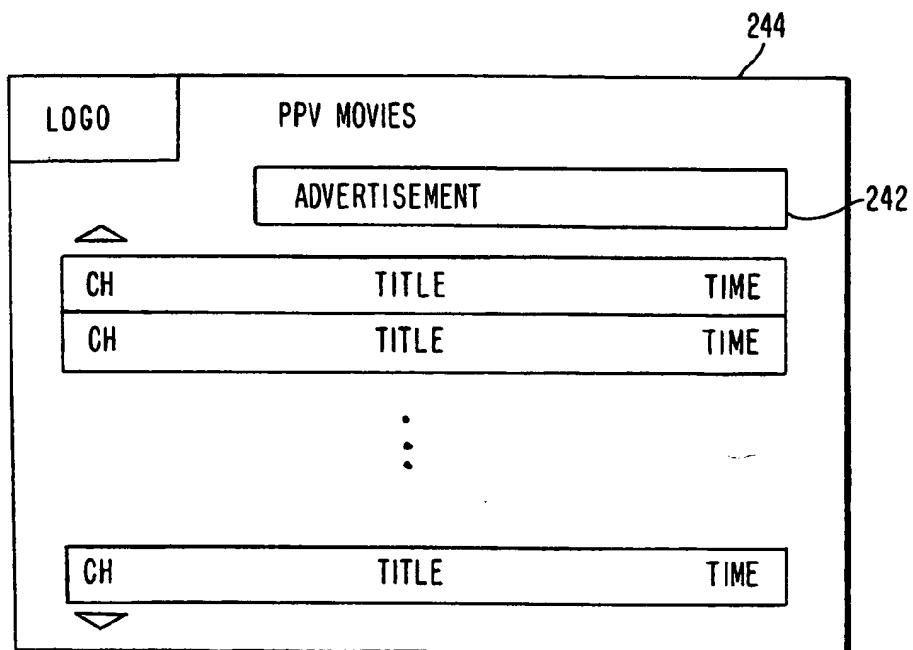 244
LOGO PPV MOVIES
ADVERTISEMENT 242
CH TITLE TIME
CH TITLE TIME
CH TITLE TIME